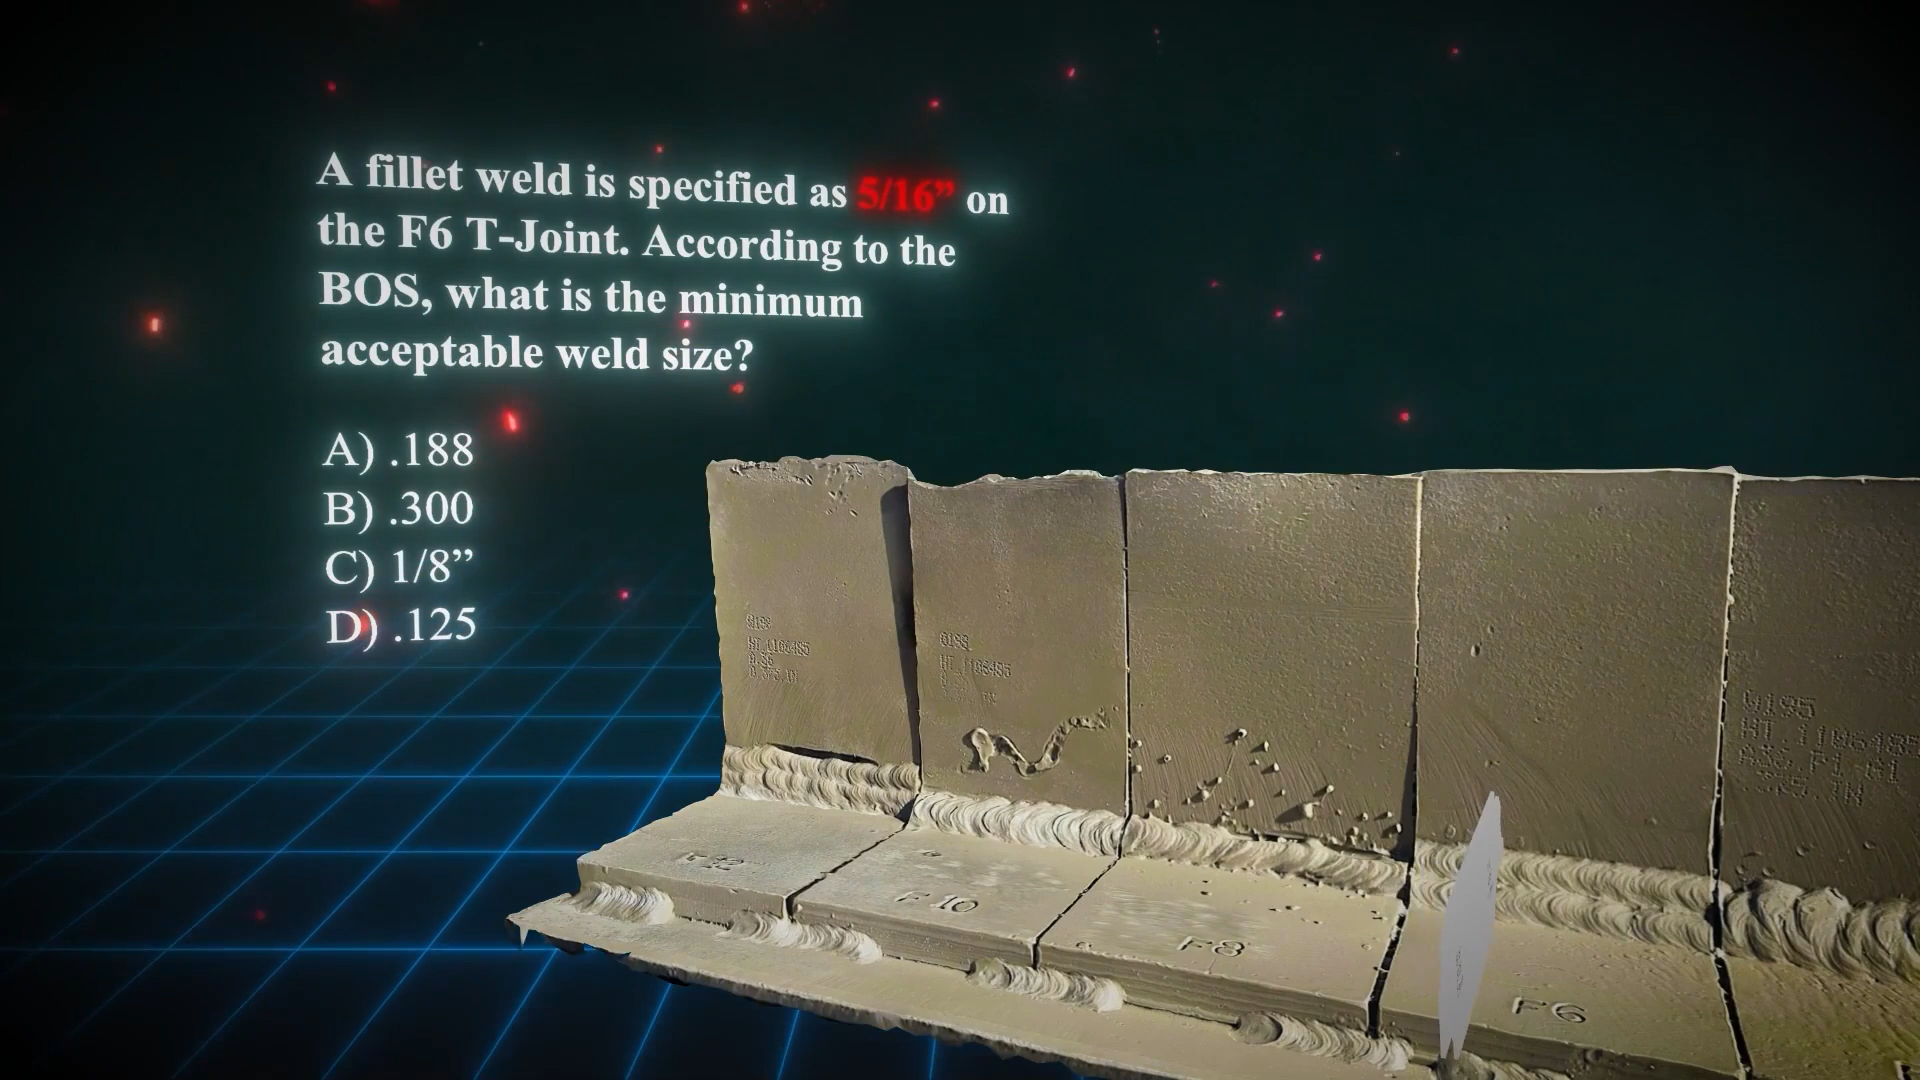 A fillet weld is specified as 5/16” on
the F6 T-Joint. According to the
BOS, what is the minimum
acceptable weld size?
A) .188
B) .300
C) 1/8”
D) .125
F10
F8
F6